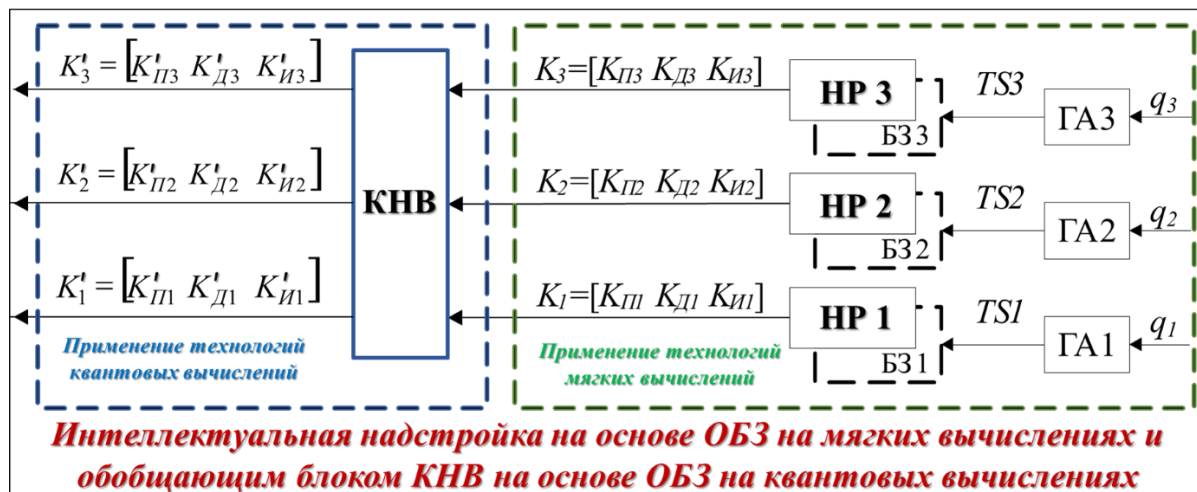 K'₃ = [K'П3 K'Д3 K'И3]
K₃=[KП3 KД3 KИ3]
НР 3
БЗ 3
TS3
ГА3
q₃
K'₂ = [K'П2 K'Д2 K'И2]
КНВ
K₂=[KП2 KД2 KИ2]
НР 2
БЗ 2
TS2
ГА2
q₂
K'₁ = [K'П1 K'Д1 K'И1]
K₁=[KП1 KД1 KИ1]
НР 1
БЗ 1
TS1
ГА1
q₁
Применение технологий
квантовых вычислений
Применение технологий
мягких вычислений
Интеллектуальная надстройка на основе ОБЗ на мягких вычислениях и
обобщающим блоком КНВ на основе ОБЗ на квантовых вычислениях